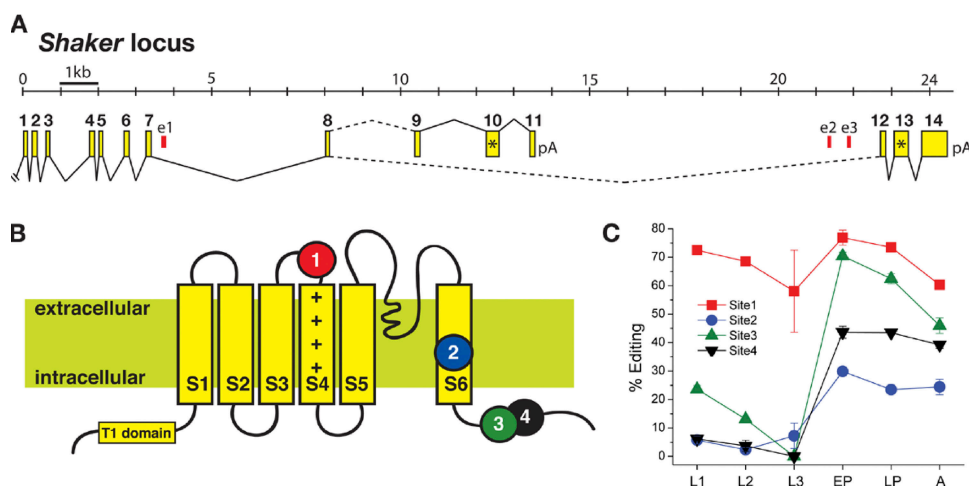 A
Shaker locus
0 1kb 5 10 15 20 24
1 2 3 4 5 6 7 e1 8 9 10 11 e2 e3 12 13 14
* *
pA pA
B
1
extracellular
+
+
+
+
2
intracellular
S1 S2 S3 S4 S5 S6
3 4
T1 domain
C
80
70
60
50
40
30
20
10
0
% Editing
Site1
Site2
Site3
Site4
L1 L2 L3 EP LP A